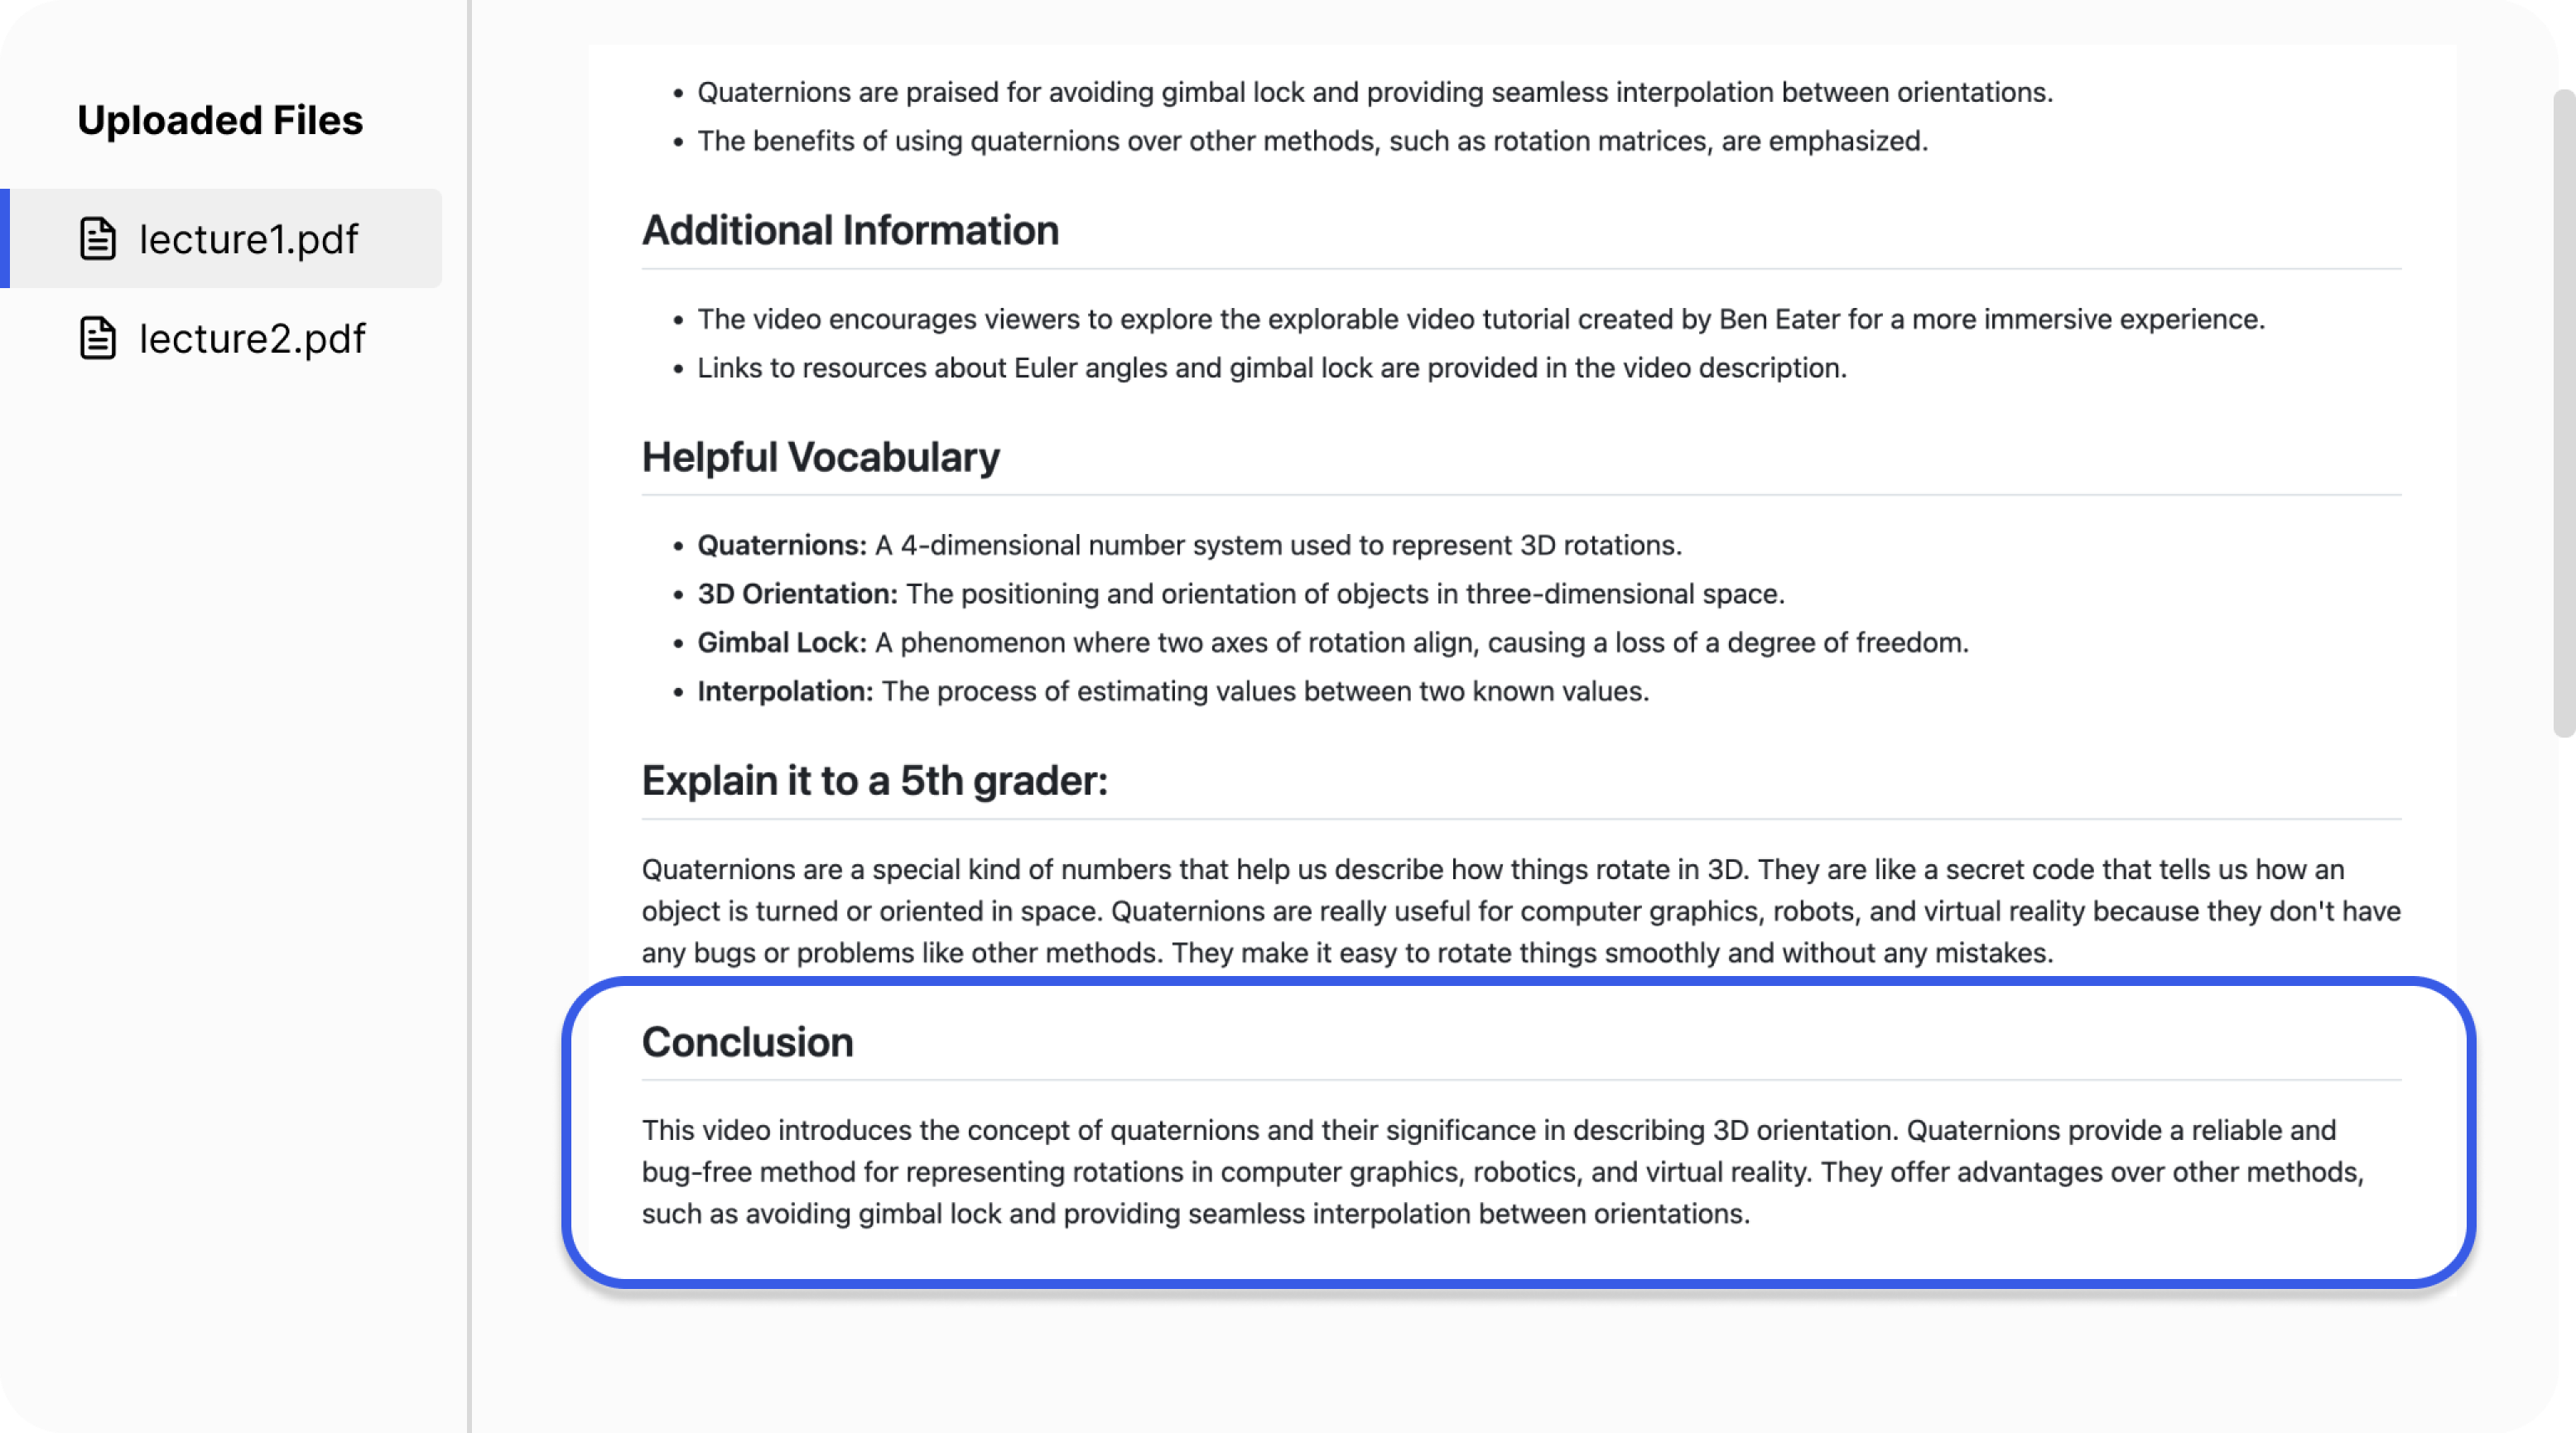 Uploaded Files
lecture1.pdf
lecture2.pdf
• Quaternions are praised for avoiding gimbal lock and providing seamless interpolation between orientations.
• The benefits of using quaternions over other methods, such as rotation matrices, are emphasized.
Additional Information
• The video encourages viewers to explore the explorable video tutorial created by Ben Eater for a more immersive experience.
• Links to resources about Euler angles and gimbal lock are provided in the video description.
Helpful Vocabulary
• Quaternions: A 4-dimensional number system used to represent 3D rotations.
• 3D Orientation: The positioning and orientation of objects in three-dimensional space.
• Gimbal Lock: A phenomenon where two axes of rotation align, causing a loss of a degree of freedom.
• Interpolation: The process of estimating values between two known values.
Explain it to a 5th grader:
Quaternions are a special kind of numbers that help us describe how things rotate in 3D. They are like a secret code that tells us how an
object is turned or oriented in space. Quaternions are really useful for computer graphics, robots, and virtual reality because they don't have
any bugs or problems like other methods. They make it easy to rotate things smoothly and without any mistakes.
Conclusion
This video introduces the concept of quaternions and their significance in describing 3D orientation. Quaternions provide a reliable and
bug-free method for representing rotations in computer graphics, robotics, and virtual reality. They offer advantages over other methods,
such as avoiding gimbal lock and providing seamless interpolation between orientations.